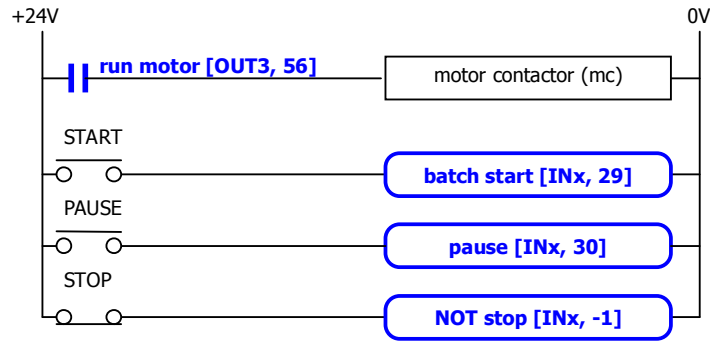 +24V 0V
run motor [OUT3, 56] motor contactor (mc)
START
batch start [INx, 29]
PAUSE
pause [INx, 30]
STOP
NOT stop [INx, -1]